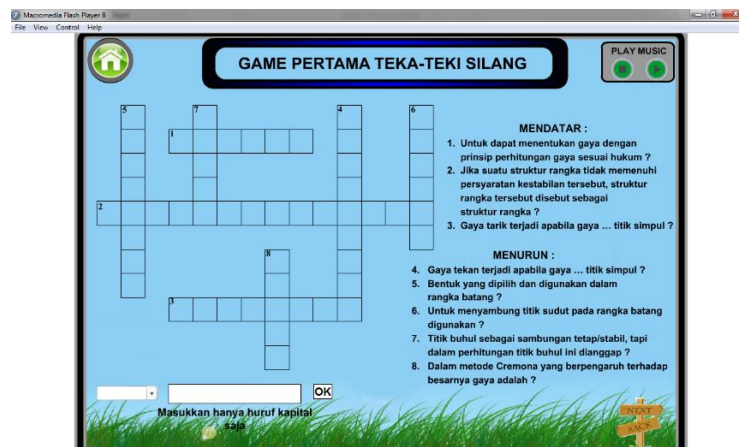 Macromedia Flash Player 8
File View Control Help
GAME PERTAMA TEKA-TEKI SILANG
PLAY MUSIC
5
7
4
6
1
2
8
3
MENDATAR :
1. Untuk dapat menentukan gaya dengan
prinsip perhitungan gaya sesuai hukum ?
2. Jika suatu struktur rangka tidak memenuhi
persyaratan kestabilan tersebut, struktur
rangka tersebut disebut sebagai
struktur rangka ?
3. Gaya tarik terjadi apabila gaya ... titik simpul ?
MENURUN :
4. Gaya tekan terjadi apabila gaya ... titik simpul ?
5. Bentuk yang dipilih dan digunakan dalam
rangka batang ?
6. Untuk menyambung titik sudut pada rangka batang
digunakan ?
7. Titik buhul sebagai sambungan tetap/stabil, tapi
dalam perhitungan titik buhul ini dianggap ?
8. Dalam metode Cremona yang berpengaruh terhadap
besarnya gaya adalah ?
OK
Masukkan hanya huruf kapital
saja
NEXT
BACK